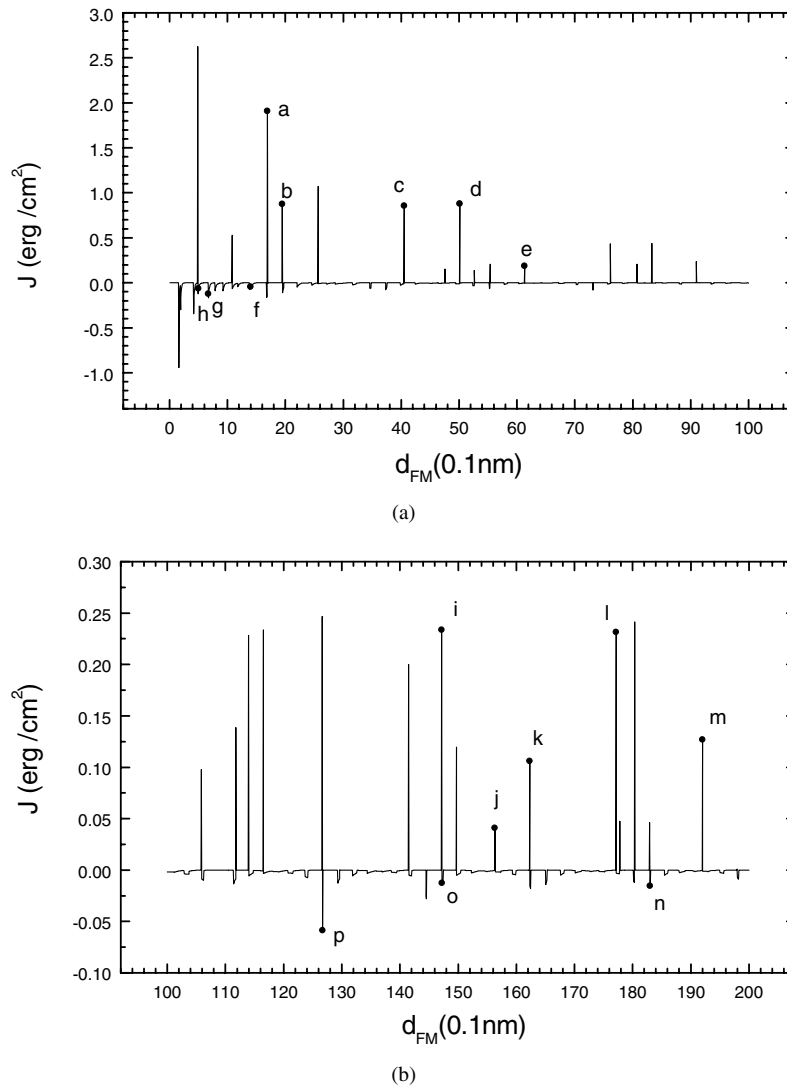 3.0
2.5
2.0
1.5
1.0
0.5
0.0
-0.5
-1.0
J (erg /cm²)
a
b
c
d
e
f
g
h
0 10 20 30 40 50 60 70 80 90 100
d_FM(0.1nm)
(a)
0.30
0.25
0.20
0.15
0.10
0.05
0.00
-0.05
-0.10
J (erg /cm²)
i
l
m
k
j
o
n
p
100 110 120 130 140 150 160 170 180 190 200
d_FM(0.1nm)
(b)